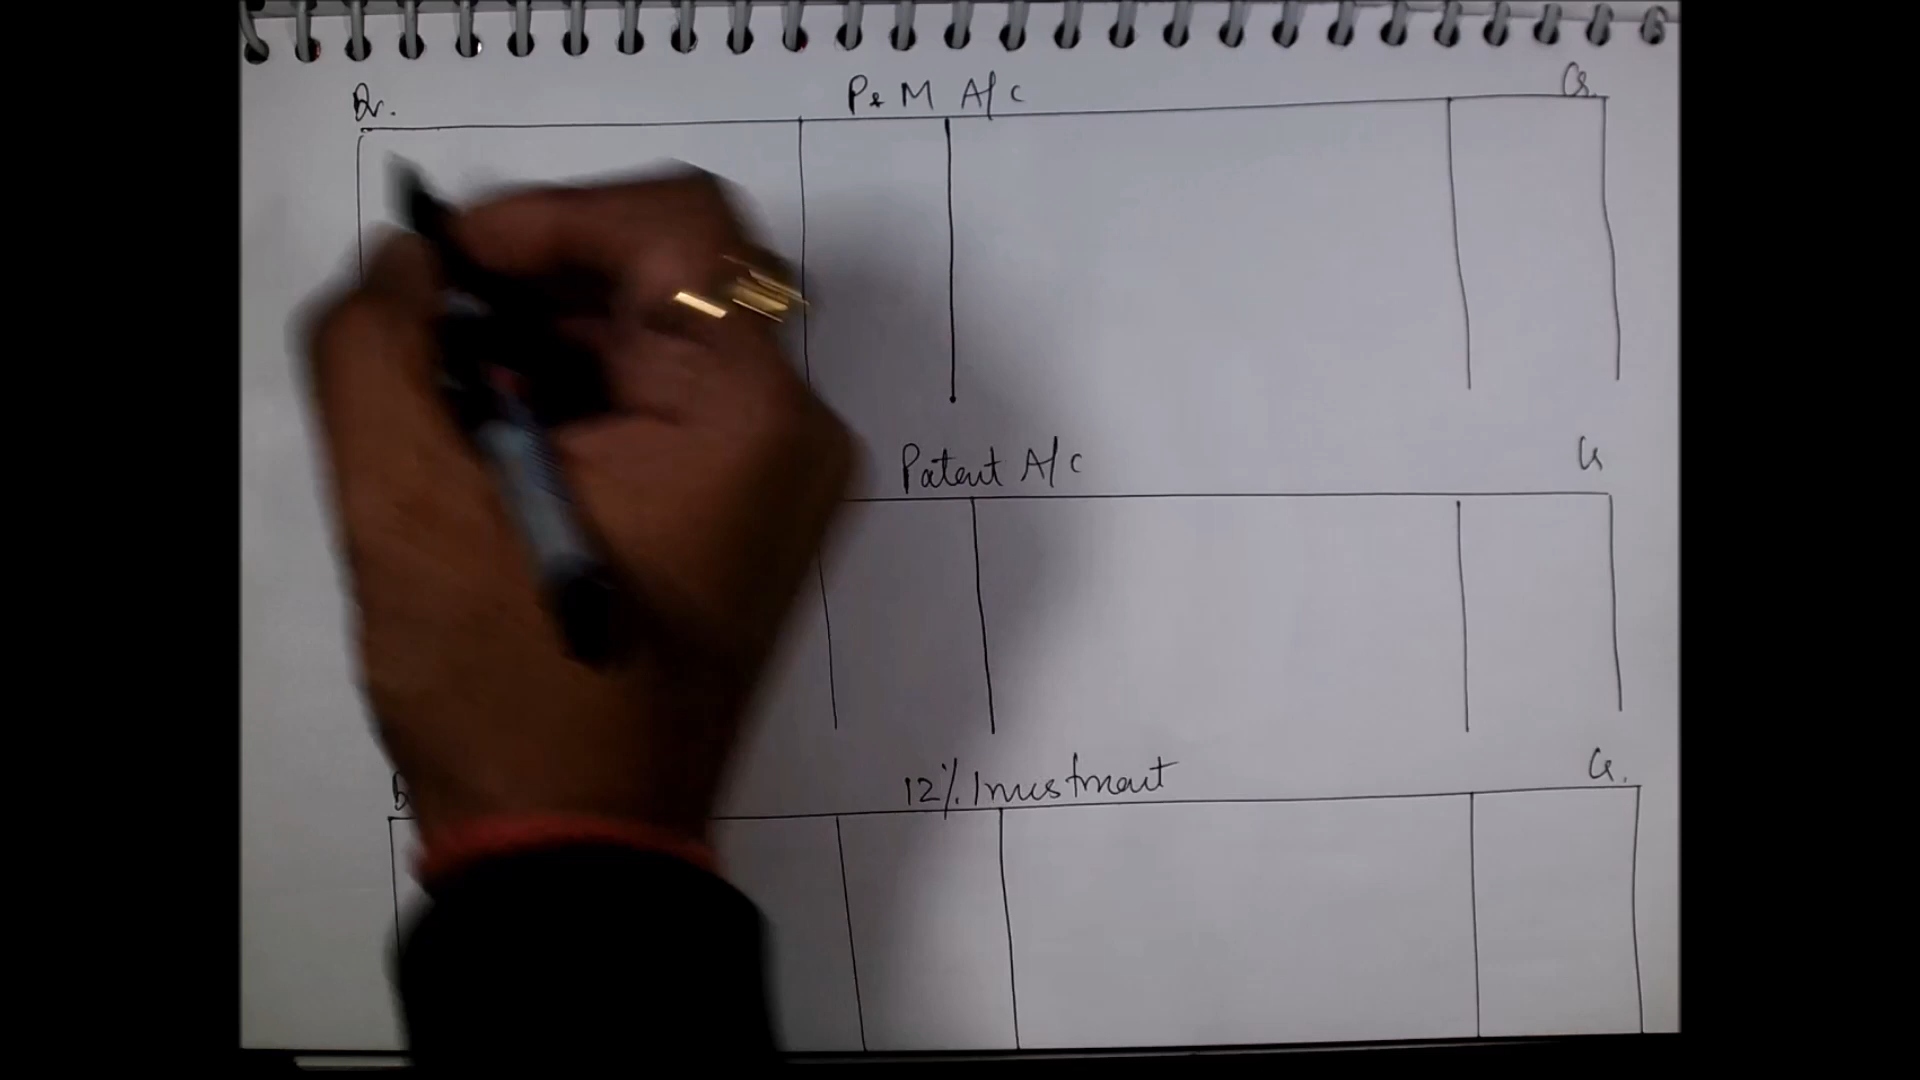 Dr. P & M A/c Cr.
Patent A/c Cr
12% Investment Cr.